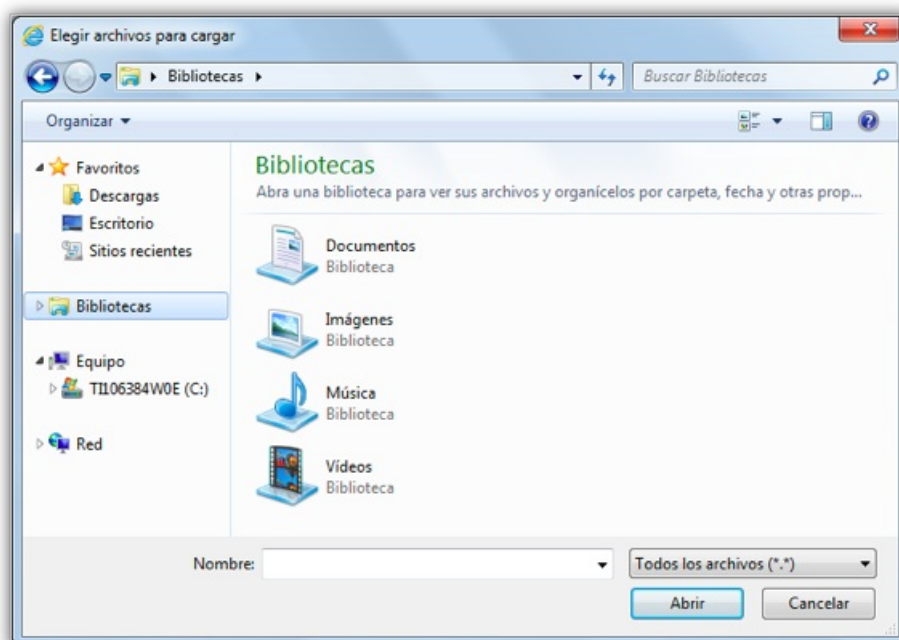 Elegir archivos para cargar
Bibliotecas
Buscar Bibliotecas
Organizar
Favoritos
Descargas
Escritorio
Sitios recientes
Bibliotecas
Equipo
TI106384W0E (C:)
Red
Bibliotecas
Abra una biblioteca para ver sus archivos y organícelos por carpeta, fecha y otras prop...
Documentos
Biblioteca
Imágenes
Biblioteca
Música
Biblioteca
Vídeos
Biblioteca
Nombre:
Todos los archivos (*.*)
Abrir
Cancelar